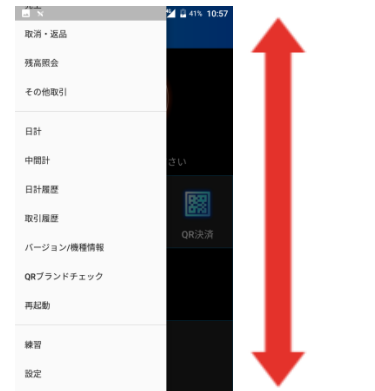 41% 10:57
取消・返品
残高照会
その他取引
日計
中間計
さい
日計履歴
取引履歴
QR決済
バージョン/機種情報
QRブランドチェック
再起動
練習
設定